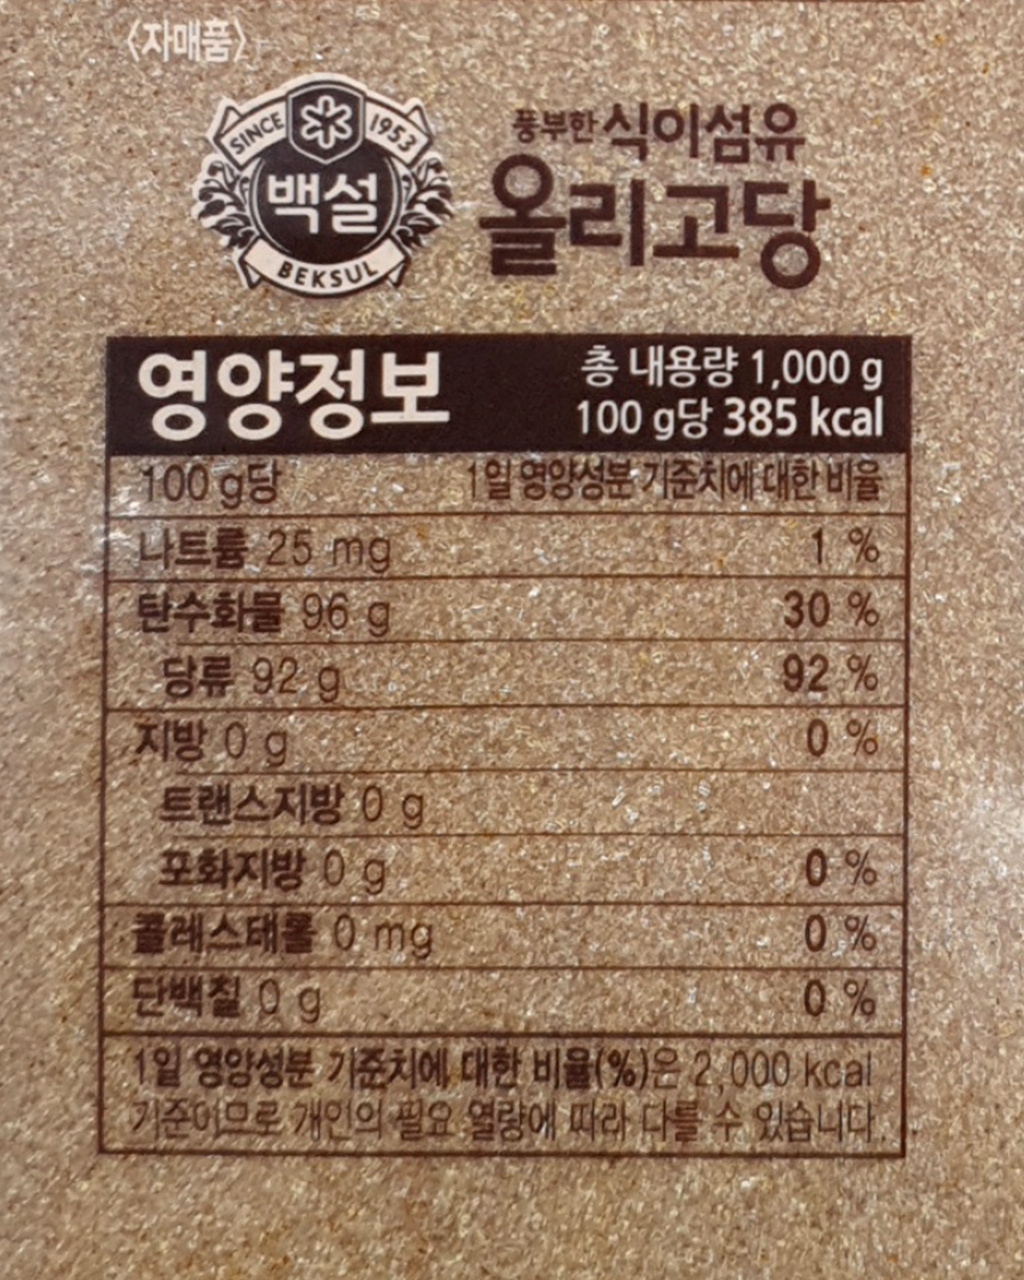 〈자매품〉
SINCE 1953
백설
BEKSUL
풍부한 식이섬유
올리고당
영양정보
총 내용량 1,000 g
100 g당 385 kcal
100 g당 1일 영양성분 기준치에 대한 비율
나트륨 25 mg 1 %
탄수화물 96 g 30 %
당류 92 g 92 %
지방 0 g 0 %
트랜스지방 0 g
포화지방 0 g 0 %
콜레스테롤 0 mg 0 %
단백질 0 g 0 %
1일 영양성분 기준치에 대한 비율(%)은 2,000 kcal
기준이므로 개인의 필요 열량에 따라 다를 수 있습니다.